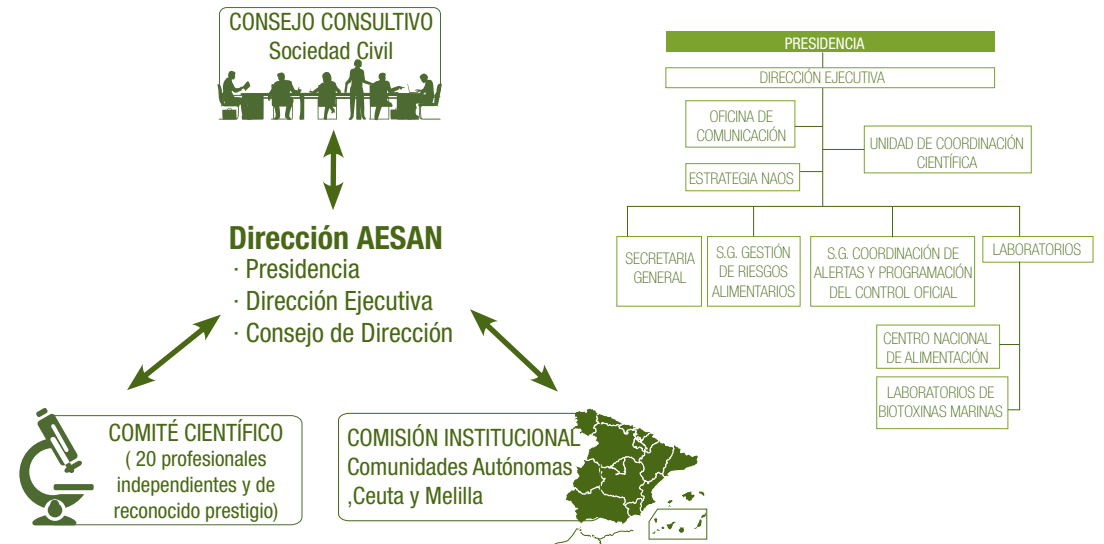 CONSEJO CONSULTIVO
Sociedad Civil
Dirección AESAN
· Presidencia
· Dirección Ejecutiva
· Consejo de Dirección
COMITÉ CIENTÍFICO
( 20 profesionales
independientes y de
reconocido prestigio)
COMISIÓN INSTITUCIONAL
Comunidades Autónomas
,Ceuta y Melilla
PRESIDENCIA
DIRECCIÓN EJECUTIVA
OFICINA DE
COMUNICACIÓN
UNIDAD DE COORDINACIÓN
CIENTÍFICA
ESTRATEGIA NAOS
SECRETARIA
GENERAL
S.G. GESTIÓN
DE RIESGOS
ALIMENTARIOS
S.G. COORDINACIÓN DE
ALERTAS Y PROGRAMACIÓN
DEL CONTROL OFICIAL
LABORATORIOS
CENTRO NACIONAL
DE ALIMENTACIÓN
LABORATORIOS DE
BIOTOXINAS MARINAS